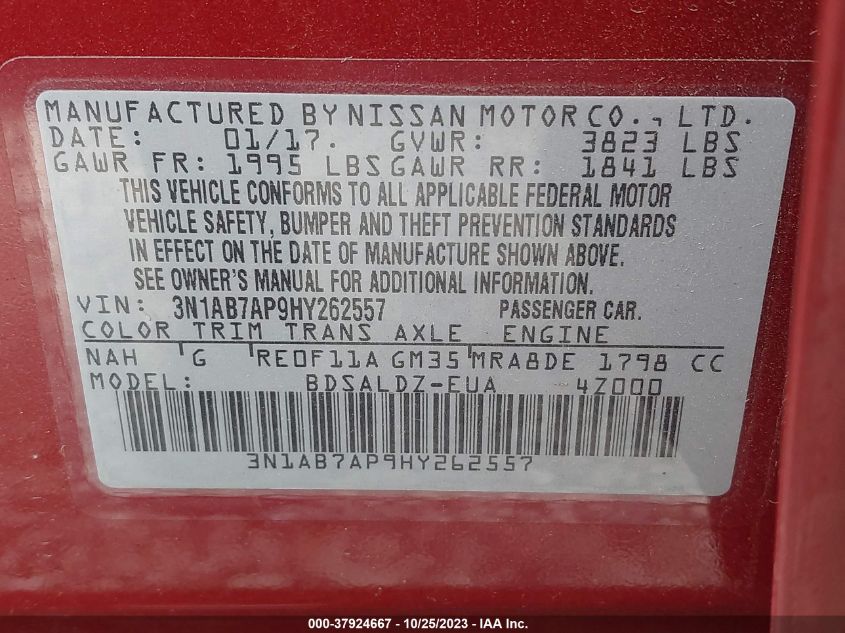 MANUFACTURED BY NISSAN MOTOR CO., LTD.
DATE: 01/17. GVWR: 3823 LBS
GAWR FR: 1995 LBS GAWR RR: 1841 LBS
THIS VEHICLE CONFORMS TO ALL APPLICABLE FEDERAL MOTOR
VEHICLE SAFETY, BUMPER AND THEFT PREVENTION STANDARDS
IN EFFECT ON THE DATE OF MANUFACTURE SHOWN ABOVE.
SEE OWNER'S MANUAL FOR ADDITIONAL INFORMATION.
VIN: 3N1AB7AP9HY262557 PASSENGER CAR.
COLOR TRIM TRANS AXLE ENGINE
NAH G RE0F11A GM35 MRA8DE 1798 CC
MODEL: BDSALDZ-EUA 4Z000
3N1AB7AP9HY262557
000-37924667 - 10/25/2023 - IAA Inc.